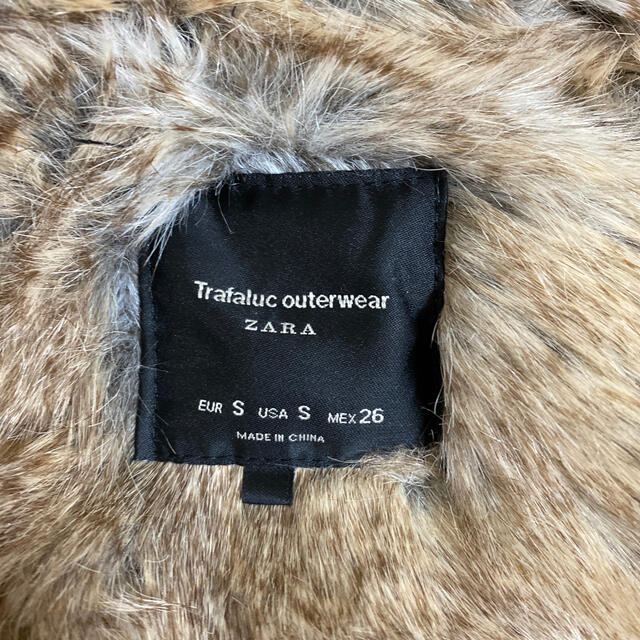 Trafaluc outerwear
ZARA
EUR S USA S MEX 26
MADE IN CHINA